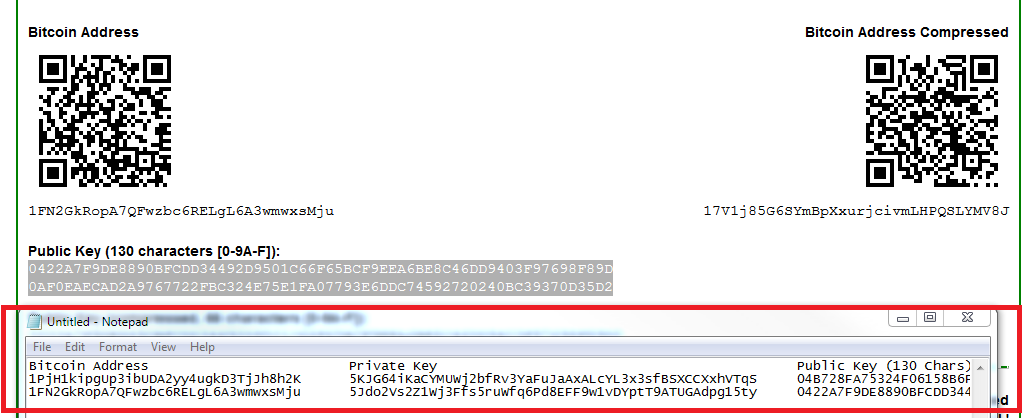 Bitcoin Address
Bitcoin Address Compressed
1FN2GkRopA7QFwzbc6RELgL6A3wmwxsMju
17V1j85G6SYmBpXxurjcivmLHPQSLYMV8J
Public Key (130 characters [0-9A-F]):
0422A7F9DE8890BFCDD34492D9501C66F65BCF9EEA6BE8C46DD9403F97698F89D
0AF0EAECAD2A9767722FBC324E75E1FA07793E6DDC74592720240BC39370D35D2
Untitled - Notepad
File Edit Format View Help
Bitcoin Address Private Key Public Key (130 Chars)
1PjH1kipgUp3ibUDA2yy4ugkD3TjJh8h2K 5KJG64iKaCYMUWj2bfRv3YaFuJaAxALcYL3x3sfBSXCCXxhVTqS 04B728FA75324F06158B6F
1FN2GkRopA7QFwzbc6RELgL6A3wmwxsMju 5Jdo2Vs2Z1Wj3Ffs5ruWfq6Pd8EFF9w1vDYptT9ATUGAdpg15ty 0422A7F9DE8890BFCDD344